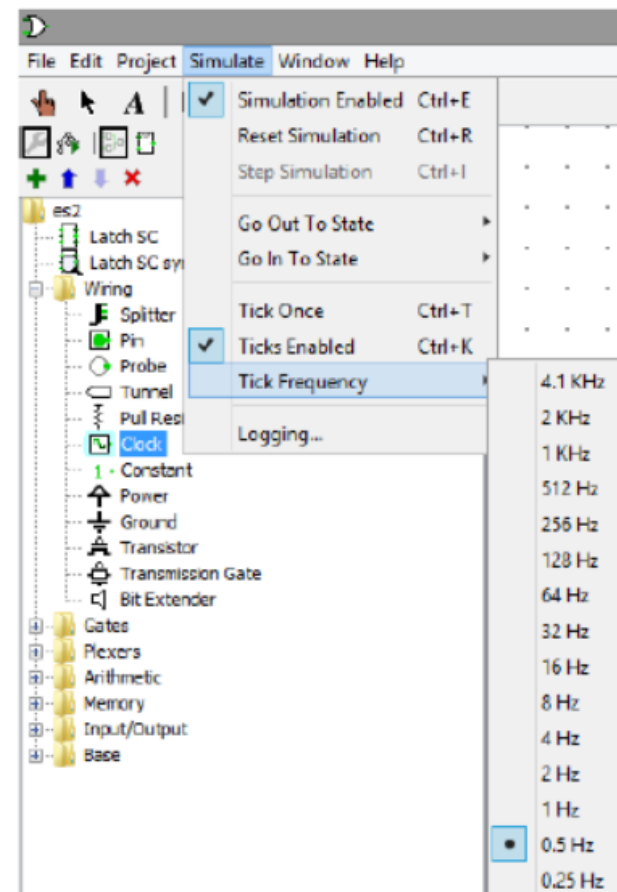 File Edit Project Simulate Window Help
A
Simulation Enabled Ctrl+E
Reset Simulation Ctrl+R
Step Simulation Ctrl+I
Go Out To State
Go In To State
Tick Once Ctrl+T
Ticks Enabled Ctrl+K
Tick Frequency
Logging...
es2
Latch SC
Latch SC
Wiring
Splitter
Pin
Probe
Tunnel
Pull
Clock
1 Constant
Power
Ground
Transistor
Transmission Gate
Bit Extender
Gates
Plexers
Arithmetic
Memory
Input/Output
Base
4.1 KHz
2 KHz
1 KHz
512 Hz
256 Hz
128 Hz
64 Hz
32 Hz
16 Hz
8 Hz
4 Hz
2 Hz
1 Hz
0.5 Hz
0.25 Hz